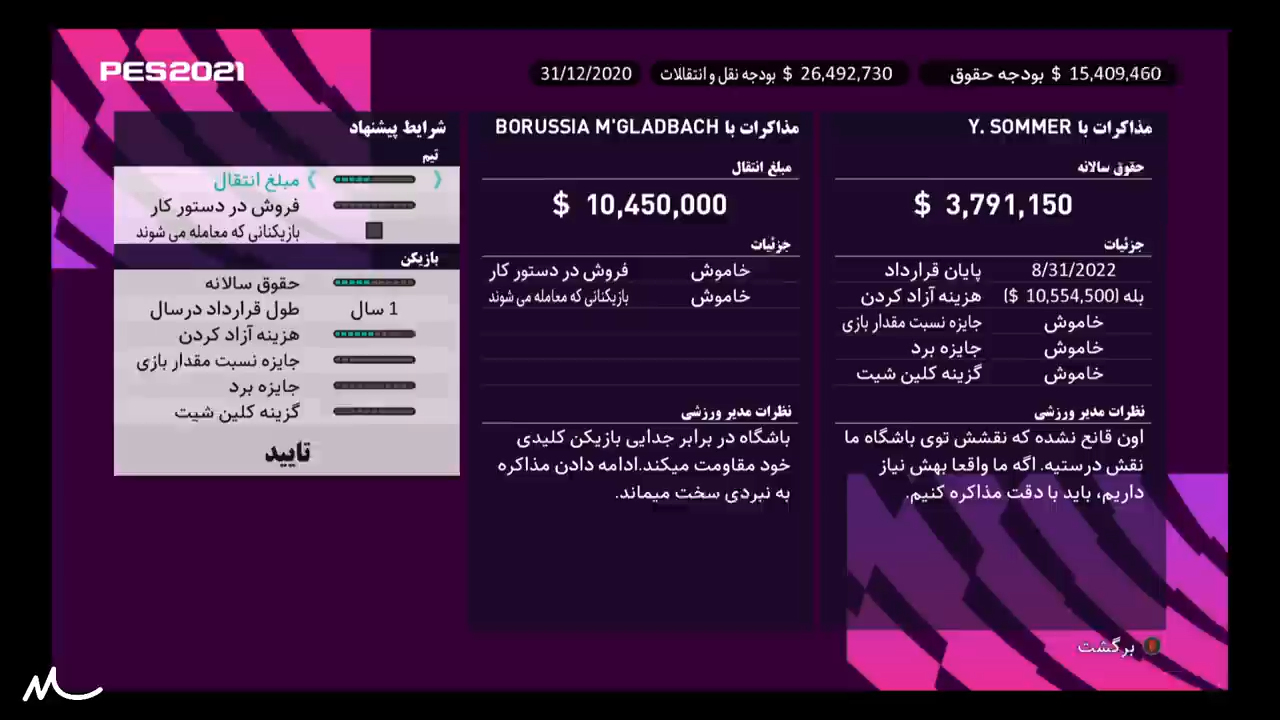 PES2021
31/12/2020
بودجه نقل و انتقالات $ 26,492,730
بودجه حقوق $ 15,409,460
مذاکرات با Y. SOMMER
حقوق سالانه
$ 3,791,150
جزئیات
پایان قرارداد 8/31/2022
هزینه آزاد کردن بله ($ 10,554,500)
جایزه نسبت مقدار بازی خاموش
جایزه برد خاموش
گزینه کلین شیت خاموش
نظرات مدیر ورزشی
اون قانع نشده که نقشش توی باشگاه ما
نقش درستیه. اگه ما واقعا بهش نیاز
داریم، باید با دقت مذاکره کنیم.
مذاکرات با BORUSSIA M'GLADBACH
مبلغ انتقال
$ 10,450,000
جزئیات
فروش در دستور کار خاموش
بازیکنانی که معامله می شوند خاموش
نظرات مدیر ورزشی
باشگاه در برابر جدایی بازیکن کلیدی
خود مقاومت میکند.ادامه دادن مذاکره
به نبردی سخت میماند.
شرایط پیشنهاد
تیم
مبلغ انتقال
فروش در دستور کار
بازیکنانی که معامله می شوند
بازیکن
حقوق سالانه
طول قرارداد درسال 1 سال
هزینه آزاد کردن
جایزه نسبت مقدار بازی
جایزه برد
گزینه کلین شیت
تایید
برگشت